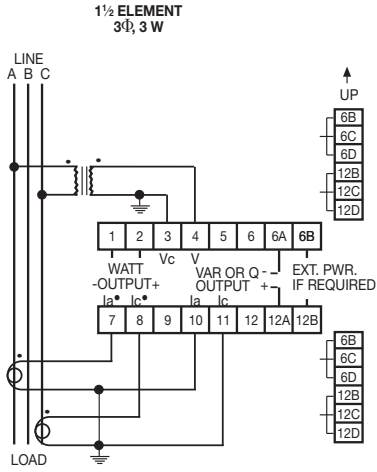 1½ ELEMENT
3Φ, 3 W
LINE
A B C
UP
6B
6C
6D
12B
12C
12D
1 2 3 4 5 6 6A 6B
Vc V
WATT
-OUTPUT+
VAR OR Q -
OUTPUT +
EXT. PWR.
IF REQUIRED
Ia• Ic• Ia Ic
7 8 9 10 11 12 12A 12B
6B
6C
6D
12B
12C
12D
LOAD